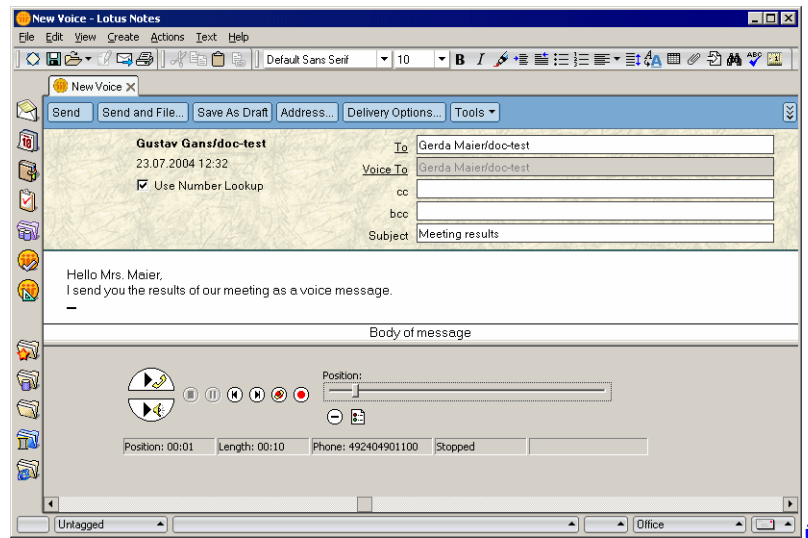 New Voice - Lotus Notes
File Edit View Create Actions Text Help
Default Sans Serif 10 B I ABC
New Voice
Send Send and File... Save As Draft Address... Delivery Options... Tools
Gustav Gans/doc-test To Gerda Maier/doc-test
23.07.2004 12:32 Voice To Gerda Maier/doc-test
Use Number Lookup cc
bcc
Subject Meeting results
Hello Mrs. Maier,
I send you the results of our meeting as a voice message.
Body of message
Position:
Position: 00:01 Length: 00:10 Phone: 492404901100 Stopped
Untagged Office